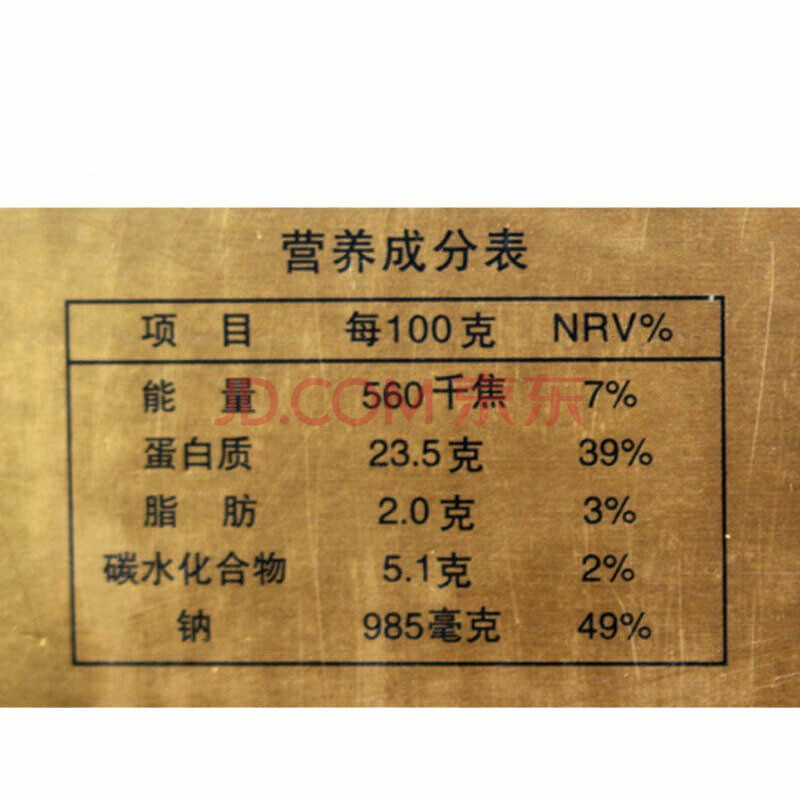 营养成分表
项 目 每100克 NRV%
能 量 560千焦 7%
JD.COM 京东
蛋白质 23.5克 39%
脂 肪 2.0克 3%
碳水化合物 5.1克 2%
钠 985毫克 49%